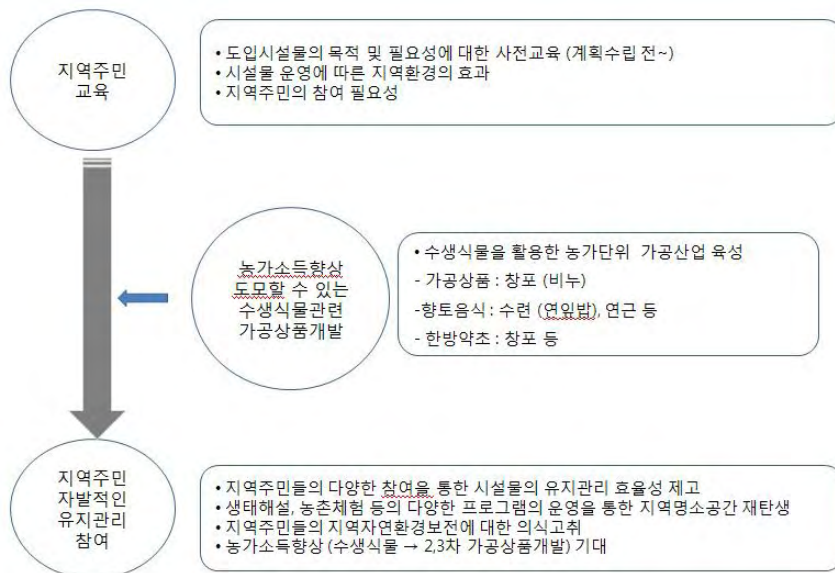 지역주민
교육
• 도입시설물의 목적 및 필요성에 대한 사전교육 (계획수립 전~)
• 시설물 운영에 따른 지역환경의 효과
• 지역주민의 참여 필요성
농가소득향상
도모할 수 있는
수생식물관련
가공상품개발
• 수생식물을 활용한 농가단위 가공산업 육성
- 가공상품 : 창포 (비누)
-향토음식 : 수련 (연잎밥), 연근 등
- 한방약초 : 창포 등
지역주민
자발적인
유지관리
참여
• 지역주민들의 다양한 참여을 통한 시설물의 유지관리 효율성 제고
• 생태해설, 농촌체험 등의 다양한 프로그램의 운영을 통한 지역명소공간 재탄생
• 지역주민들의 지역자연환경보전에 대한 의식고취
• 농가소득향상 (수생식물 → 2,3차 가공상품개발) 기대